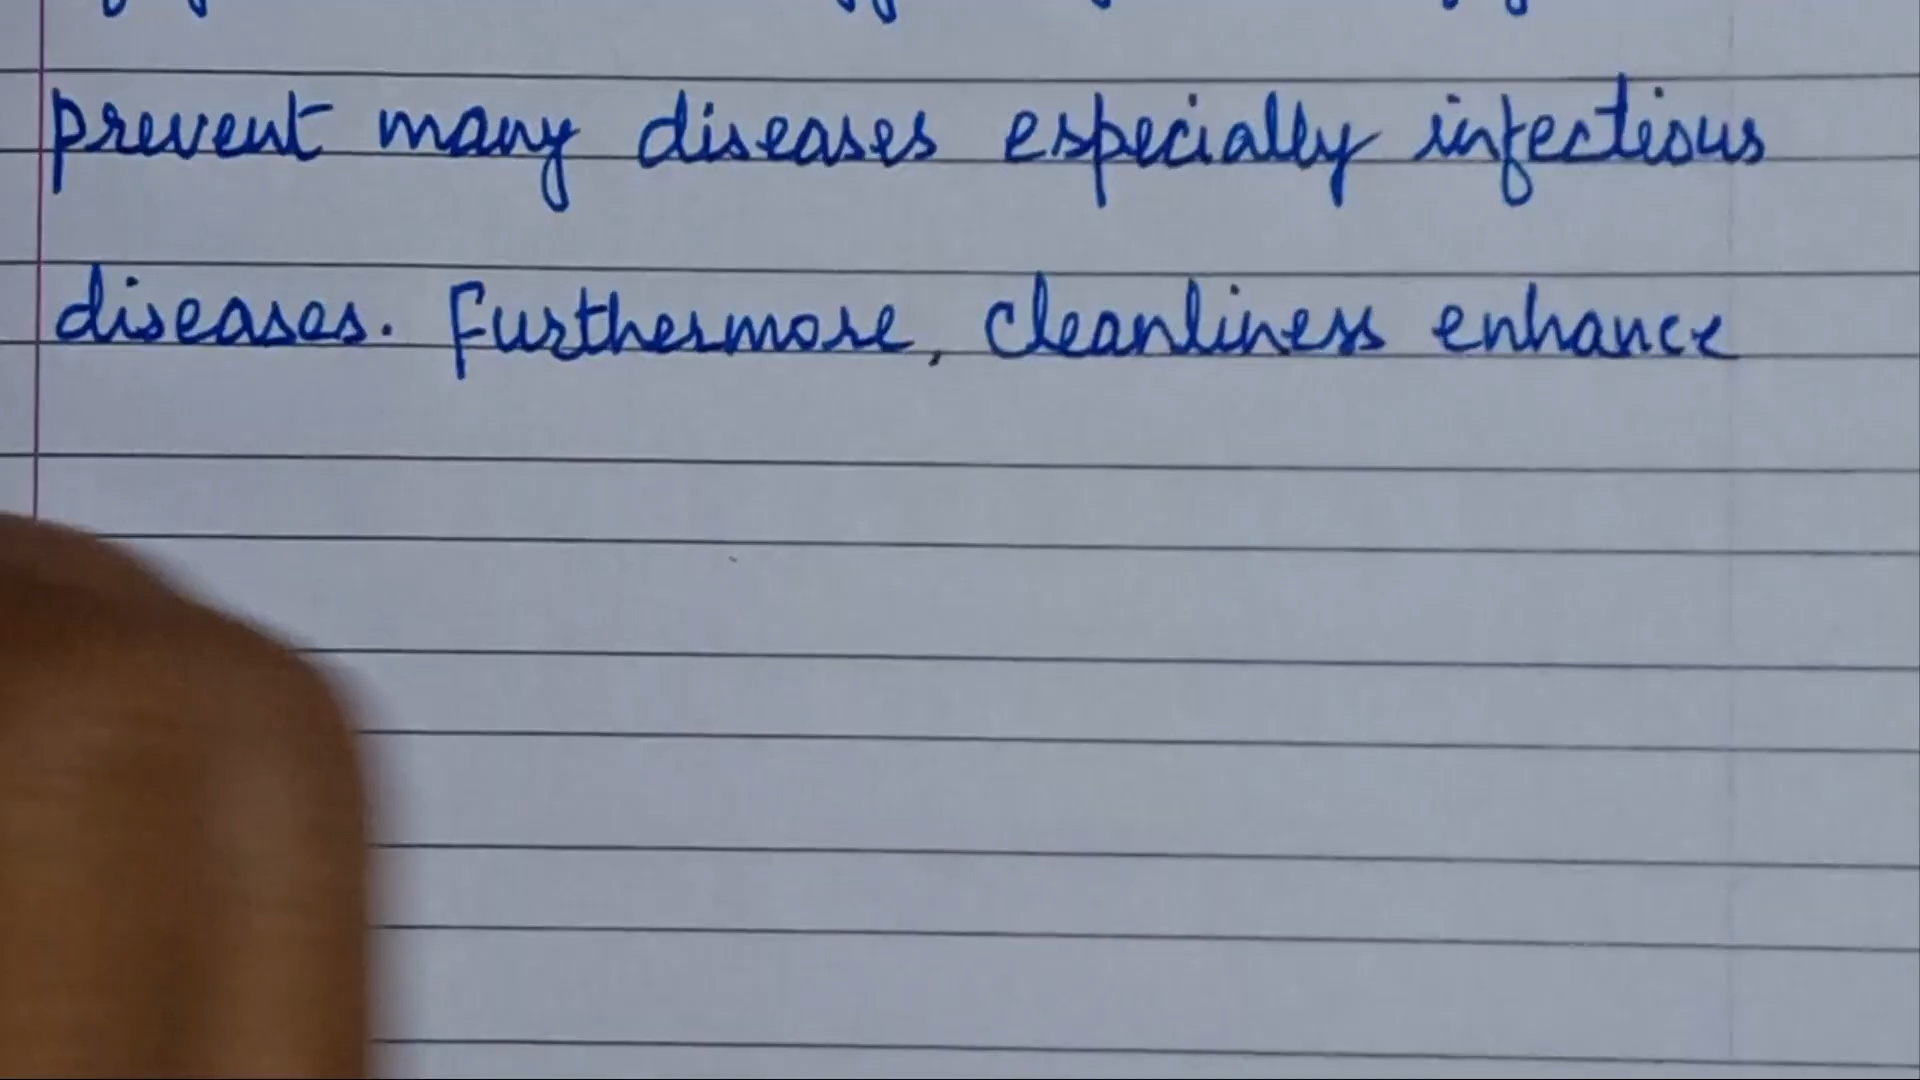 prevent many diseases especially infectious
diseases. Furthermore, cleanliness enhance